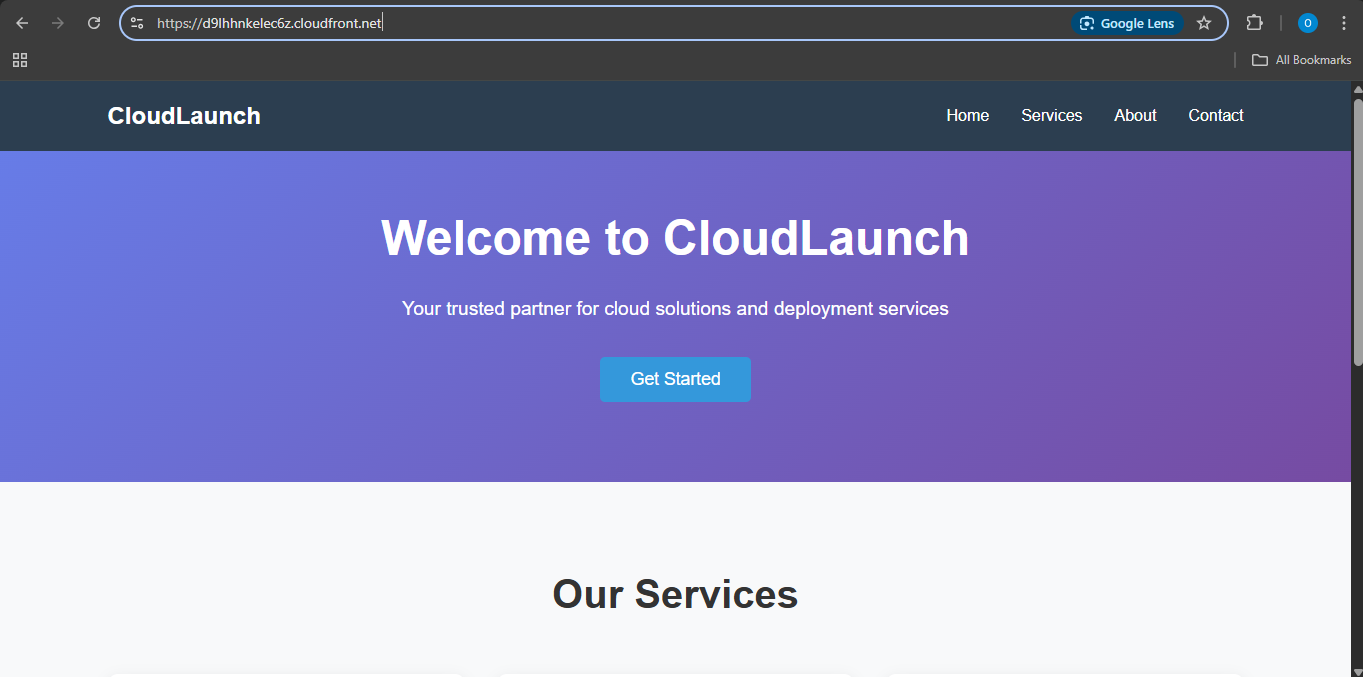 https://d9lhhnkelec6z.cloudfront.net
Google Lens
O
All Bookmarks
CloudLaunch
Home Services About Contact
Welcome to CloudLaunch
Your trusted partner for cloud solutions and deployment services
Get Started
Our Services